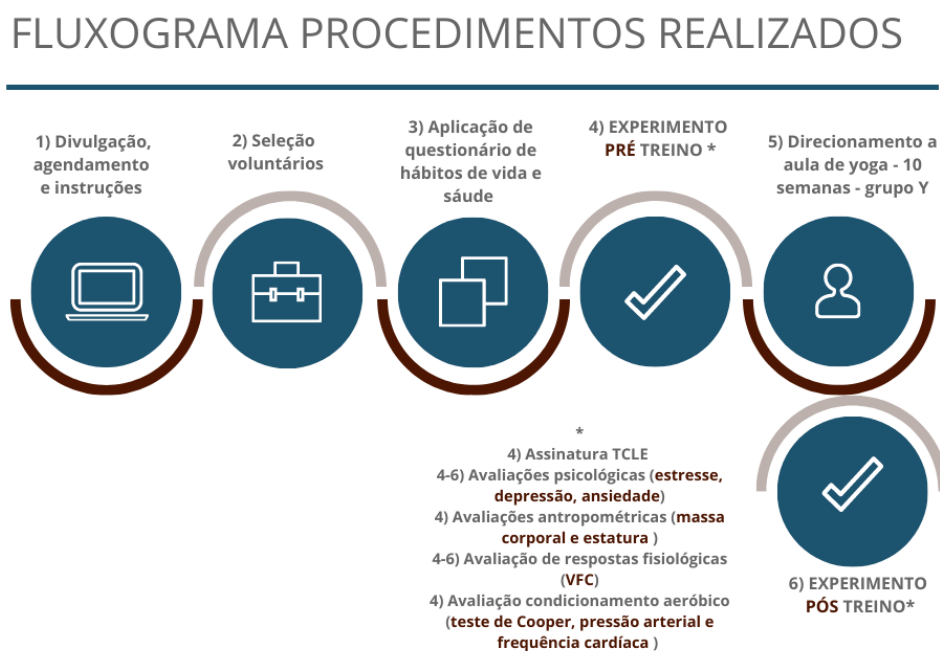 FLUXOGRAMA PROCEDIMENTOS REALIZADOS
1) Divulgação,
agendamento
e instruções
2) Seleção
voluntários
3) Aplicação de
questionário de
hábitos de vida e
sáude
4) EXPERIMENTO
PRÉ TREINO *
5) Direcionamento a
aula de yoga - 10
semanas - grupo Y
*
4) Assinatura TCLE
4-6) Avaliações psicológicas (estresse,
depressão, ansiedade)
4) Avaliações antropométricas (massa
corporal e estatura )
4-6) Avaliação de respostas fisiológicas
(VFC)
4) Avaliação condicionamento aeróbico
(teste de Cooper, pressão arterial e
frequência cardíaca )
6) EXPERIMENTO
PÓS TREINO*